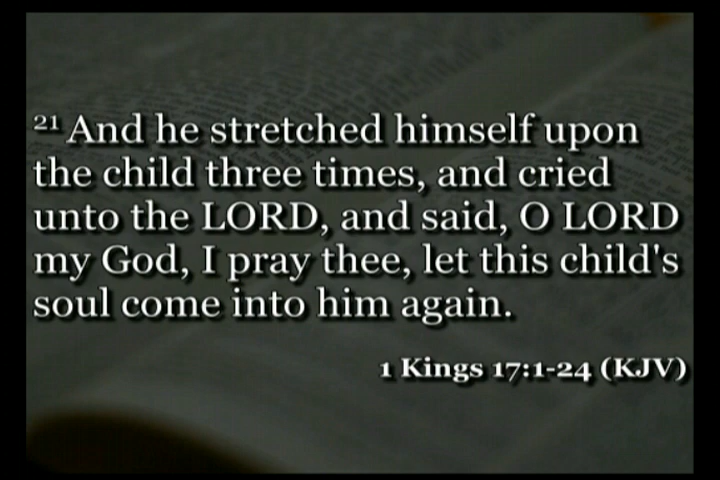 21 And he stretched himself upon
the child three times, and cried
unto the LORD, and said, O LORD
my God, I pray thee, let this child's
soul come into him again.
1 Kings 17:1-24 (KJV)